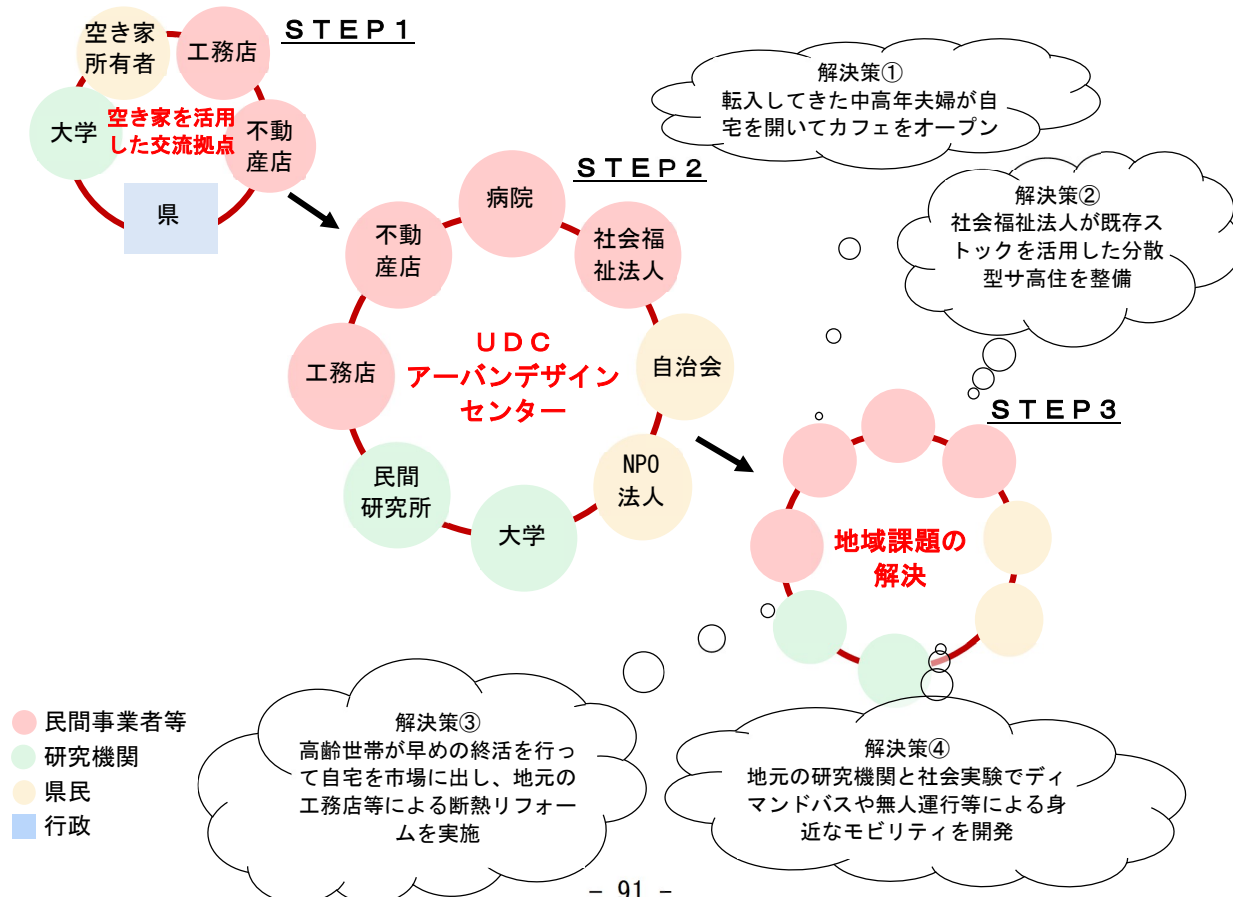 STEP1
空き家
所有者
工務店
大学
空き家を活用
した交流拠点
不動
産店
県
STEP2
病院
不動
産店
社会福
祉法人
工務店
UDC
アーバンデザイン
センター
自治会
民間
研究所
大学
NPO
法人
解決策①
転入してきた中高年夫婦が自
宅を開いてカフェをオープン
解決策②
社会福祉法人が既存ス
トックを活用した分散
型サ高住を整備
STEP3
地域課題の
解決
解決策③
高齢世帯が早めの終活を行っ
て自宅を市場に出し、地元の
工務店等による断熱リフォー
ムを実施
解決策④
地元の研究機関と社会実験でディ
マンドバスや無人運行等による身
近なモビリティを開発
民間事業者等
研究機関
県民
行政
- 91 -